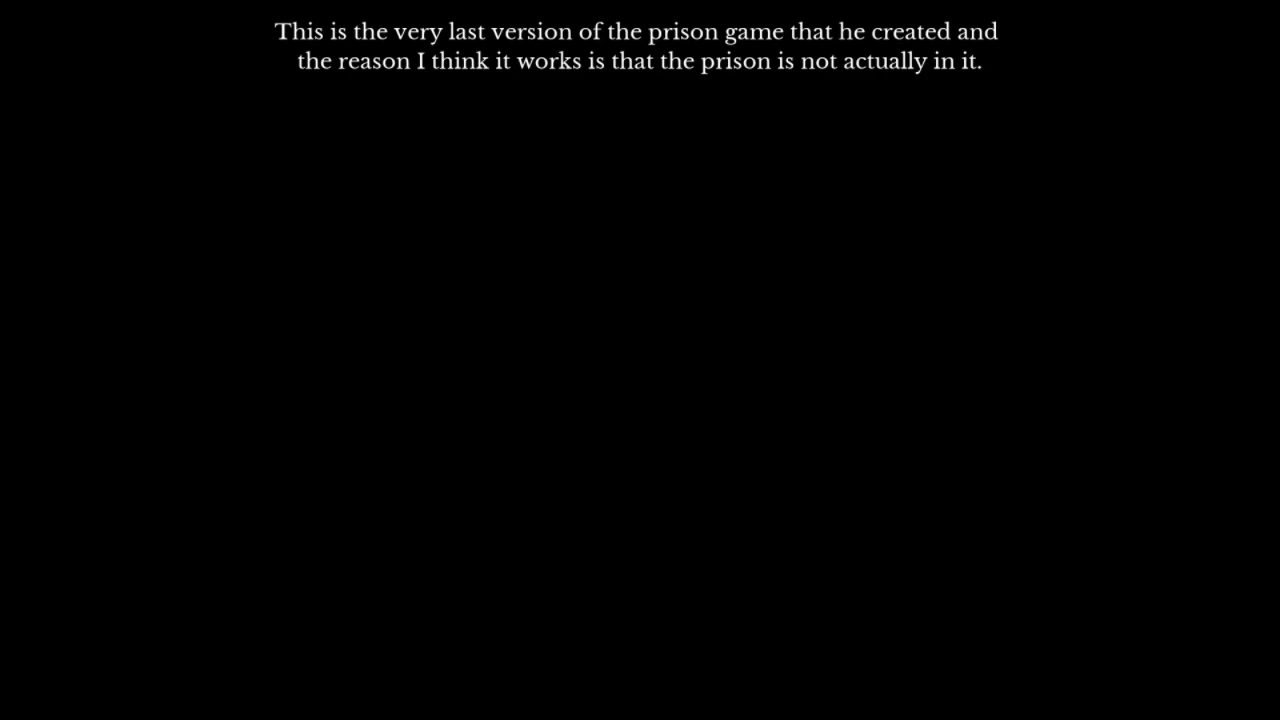 This is the very last version of the prison game that he created and
the reason I think it works is that the prison is not actually in it.